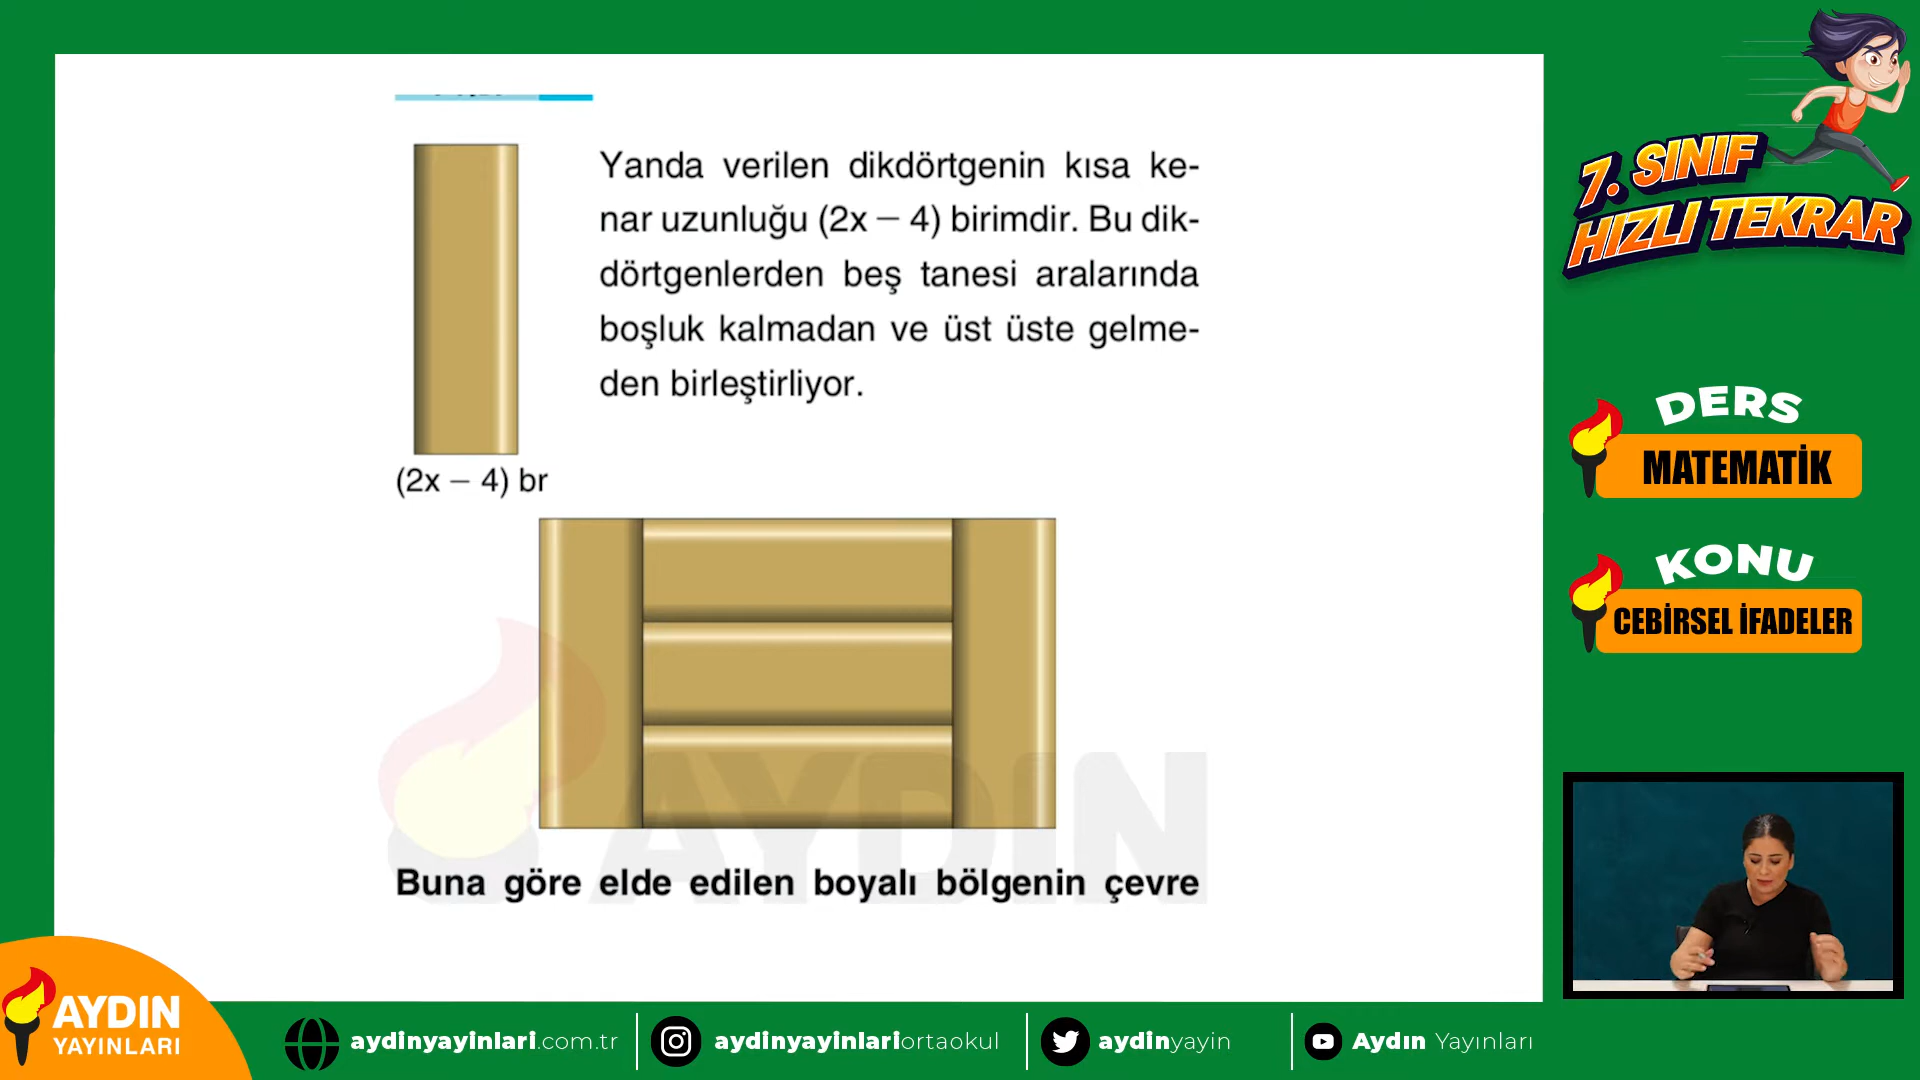 Yanda verilen dikdörtgenin kısa ke-
nar uzunluğu (2x – 4) birimdir. Bu dik-
dörtgenlerden beş tanesi aralarında
boşluk kalmadan ve üst üste gelme-
den birleştirliyor.
(2x – 4) br
AYDIN
Buna göre elde edilen boyalı bölgenin çevre
7. SINIF
HIZLI TEKRAR
DERS
MATEMATİK
KONU
CEBİRSEL İFADELER
AYDIN
YAYINLARI
aydinyayinlari.com.tr
aydinyayinlariortaokul
aydinyayin
Aydın Yayınları